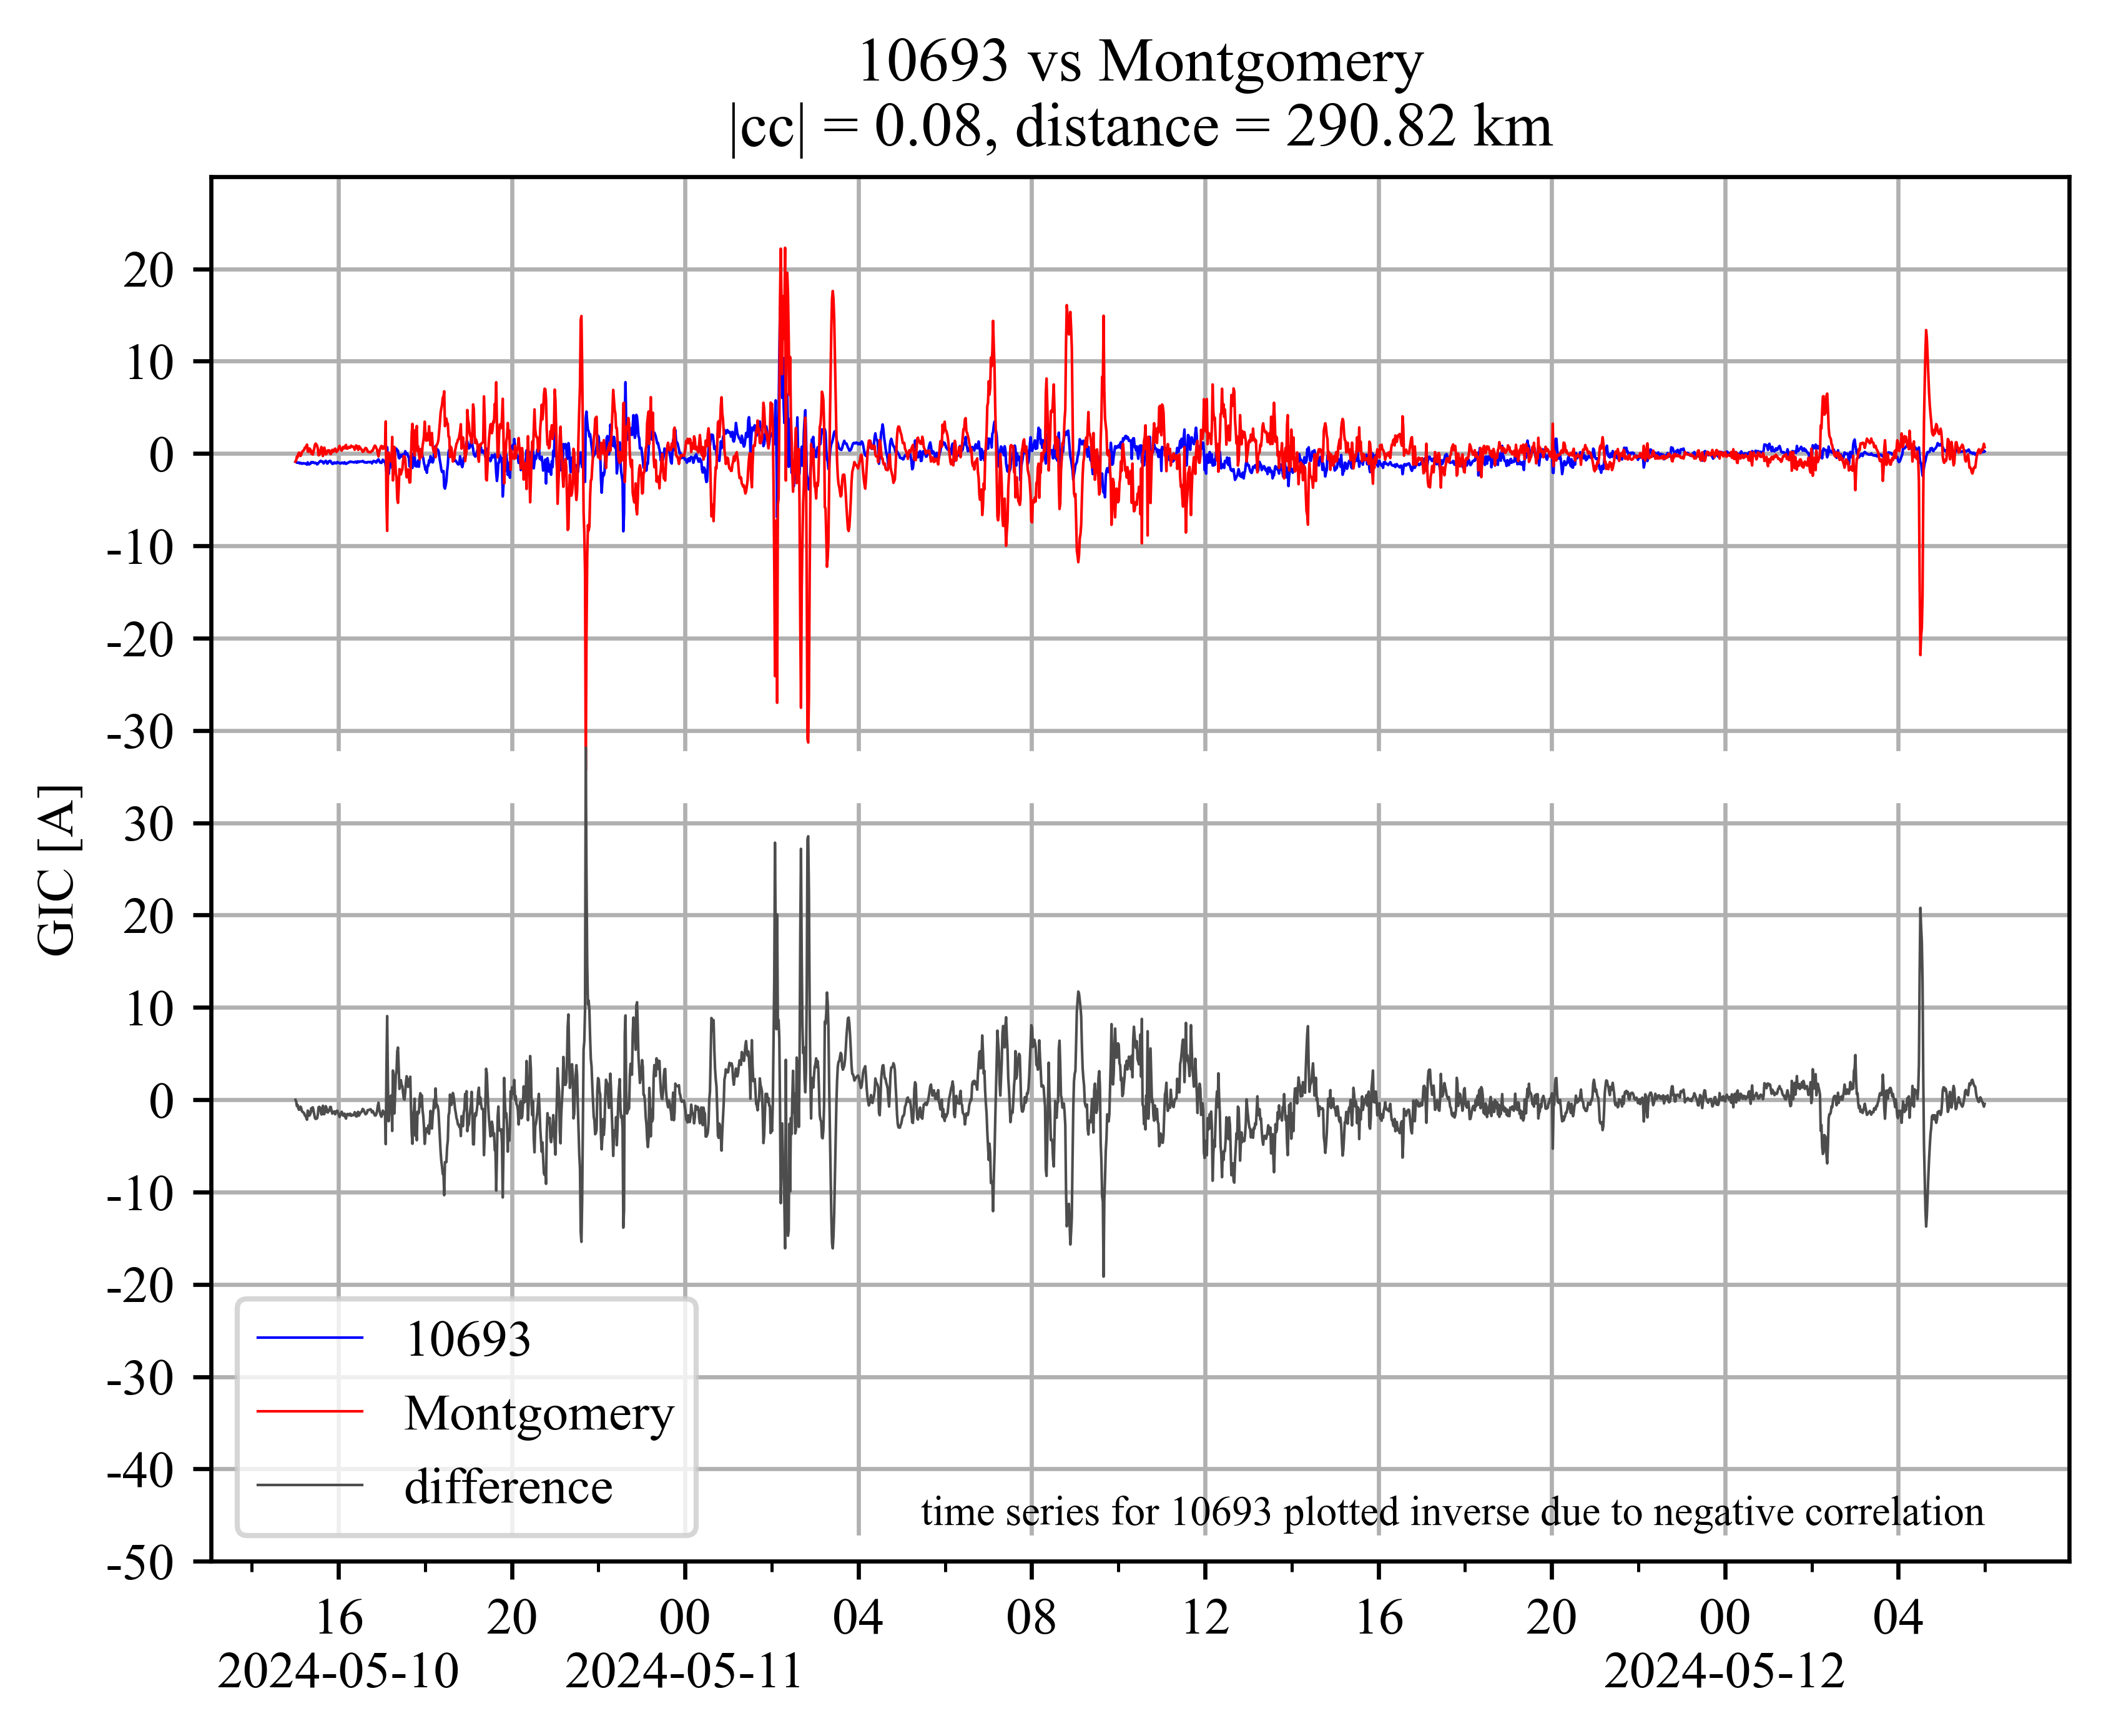 10693 vs Montgomery
|cc| = 0.08, distance = 290.82 km
GIC [A]
20
10
0
-10
-20
-30
30
20
10
0
-10
-20
-30
-40
-50
10693
Montgomery
difference
time series for 10693 plotted inverse due to negative correlation
16 20 00 04 08 12 16 20 00 04
2024-05-10 2024-05-11 2024-05-12